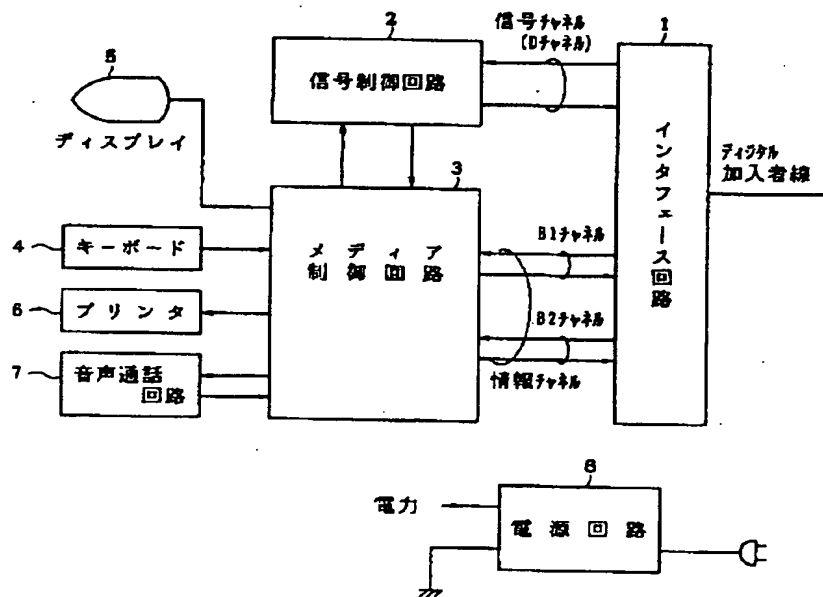 2
信号チャネル
(Dチャネル)
1
5
信号制御回路
ディスプレイ
インタフェース回路
ディジタル
加入者線
3
メディア
制御回路
4
キーボード
B1チャネル
6
プリンタ
B2チャネル
7
音声通話
回路
情報チャネル
8
電力
電源回路